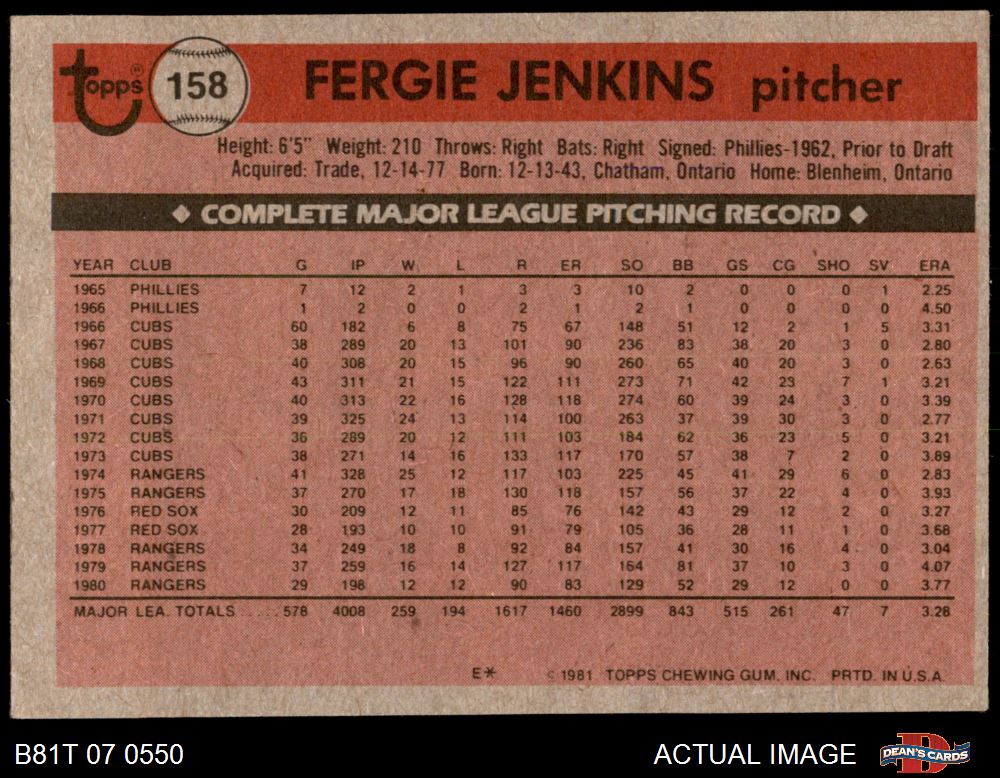 topps 158 FERGIE JENKINS pitcher
Height: 6'5" Weight: 210 Throws: Right Bats: Right Signed: Phillies-1962, Prior to Draft
Acquired: Trade, 12-14-77 Born: 12-13-43, Chatham, Ontario Home: Blenheim, Ontario
◆ COMPLETE MAJOR LEAGUE PITCHING RECORD ◆
YEAR CLUB G IP W L R ER SO BB GS CG SHO SV ERA
1965 PHILLIES 7 12 2 1 3 3 10 2 0 0 0 1 2.25
1966 PHILLIES 1 2 0 0 2 1 2 1 0 0 0 0 4.50
1966 CUBS 60 182 6 8 75 67 148 51 12 2 1 5 3.31
1967 CUBS 38 289 20 13 101 90 236 83 38 20 3 0 2.80
1968 CUBS 40 308 20 15 96 90 260 65 40 20 3 0 2.63
1969 CUBS 43 311 21 15 122 111 273 71 42 23 7 1 3.21
1970 CUBS 40 313 22 16 128 118 274 60 39 24 3 0 3.39
1971 CUBS 39 325 24 13 114 100 263 37 39 30 3 0 2.77
1972 CUBS 36 289 20 12 111 103 184 62 36 23 5 0 3.21
1973 CUBS 38 271 14 16 133 117 170 57 38 7 2 0 3.89
1974 RANGERS 41 328 25 12 117 103 225 45 41 29 6 0 2.83
1975 RANGERS 37 270 17 18 130 118 157 56 37 22 4 0 3.93
1976 RED SOX 30 209 12 11 85 76 142 43 29 12 2 0 3.27
1977 RED SOX 28 193 10 10 91 79 105 36 28 11 1 0 3.68
1978 RANGERS 34 249 18 8 92 84 157 41 30 16 4 0 3.04
1979 RANGERS 37 259 16 14 127 117 164 81 37 10 3 0 4.07
1980 RANGERS 29 198 12 12 90 83 129 52 29 12 0 0 3.77
MAJOR LEA. TOTALS .... 578 4008 259 194 1617 1460 2899 843 515 261 47 7 3.28
E* © 1981 TOPPS CHEWING GUM, INC. PRTD. IN U.S.A.
B81T 07 0550 ACTUAL IMAGE DEAN'S CARDS